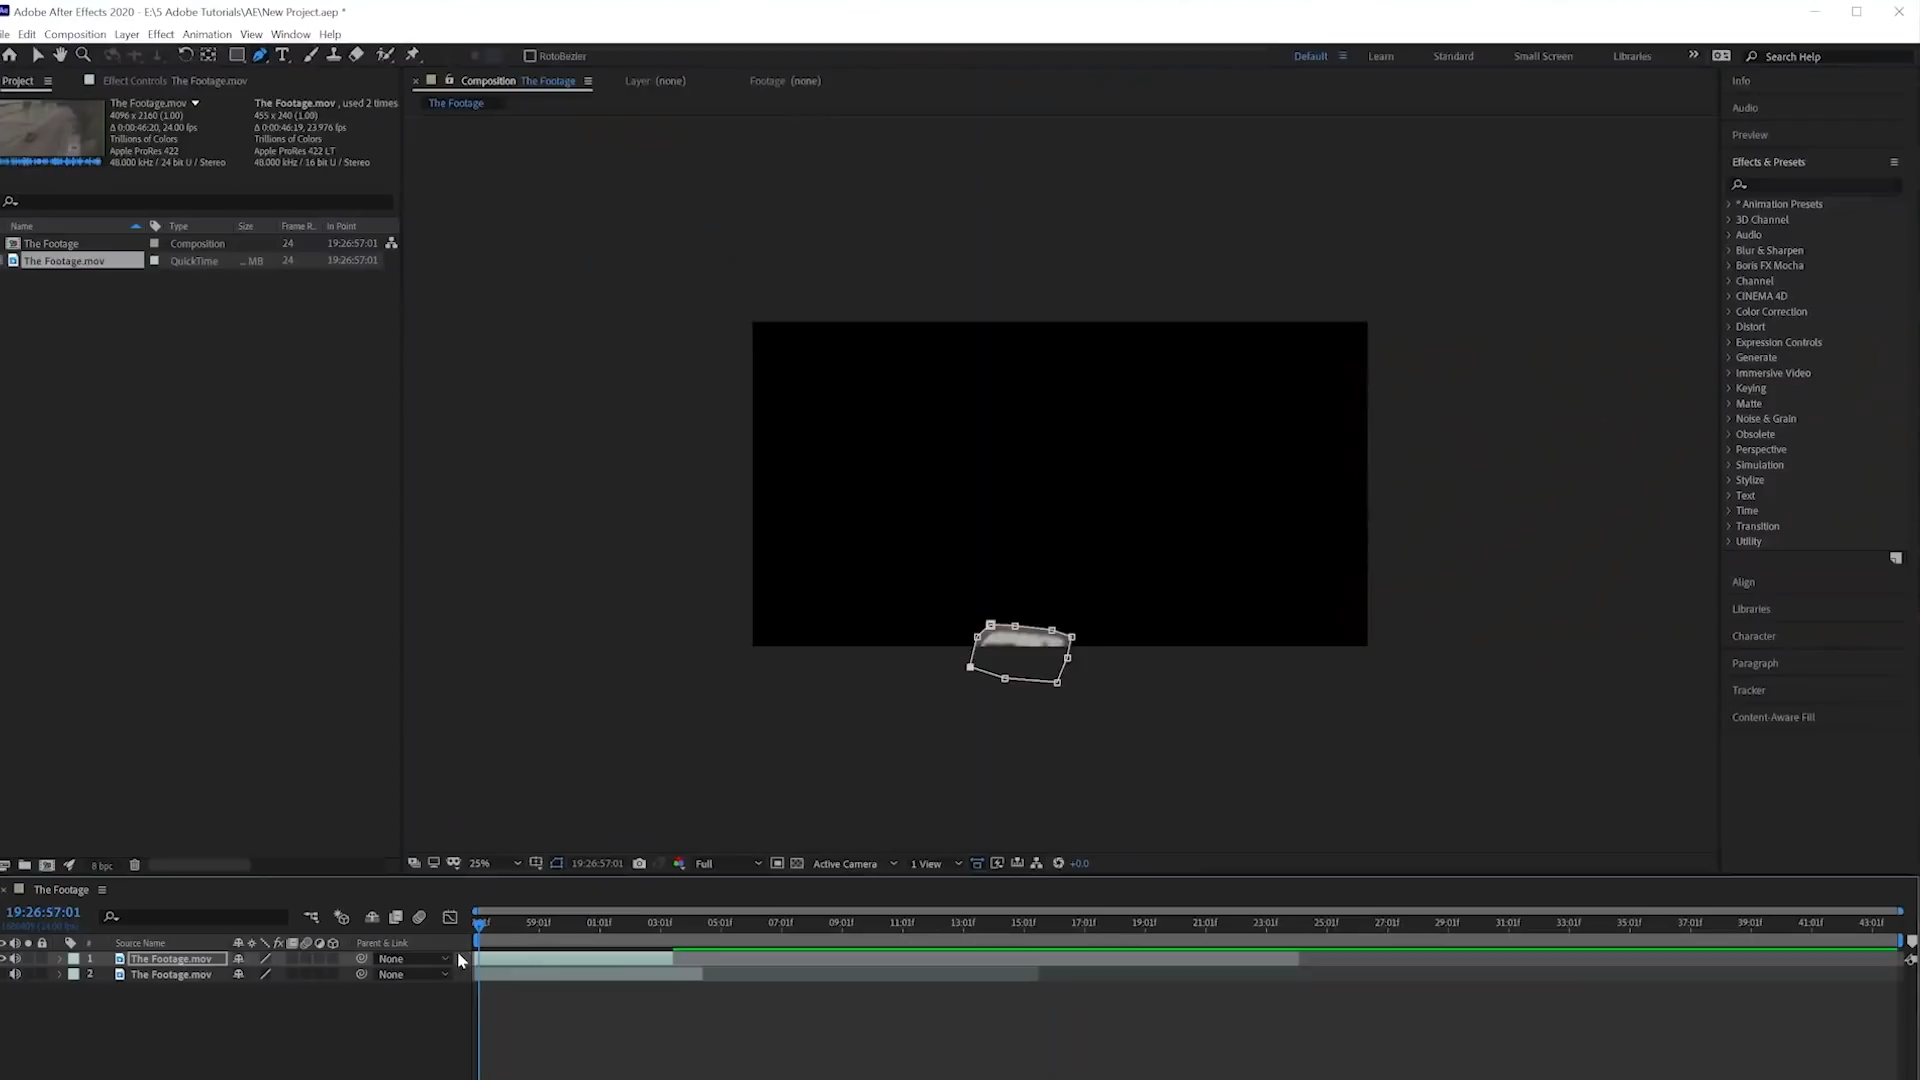 Adobe After Effects 2020 - E:\5 Adobe Tutorials\AE\New Project.aep *
Edit Composition Layer Animation Effect View Window Help
RotoBezier
Default Learn Standard Small Screen Libraries Search Help
Project Effect Controls The Footage.mov
Composition The Footage Layer (none) Footage (none)
The Footage
The Footage.mov
4096 x 2160 (1.00)
Δ 0:00:46:20, 24.00 fps
Trillions of Colors
Apple ProRes 422
48.000 kHz / 24 bit U / Stereo
The Footage.mov , used 2 times
455 x 240 (1.00)
Δ 0:00:46:19, 23.976 fps
Trillions of Colors
Apple ProRes 422 LT
48.000 kHz / 16 bit U / Stereo
Name Type Size Frame R... In Point
The Footage Composition 24 19:26:57:01
The Footage.mov QuickTime ... MB 24 19:26:57:01
Info
Audio
Preview
Effects & Presets
* Animation Presets
3D Channel
Audio
Blur & Sharpen
Boris FX Mocha
Channel
CINEMA 4D
Color Correction
Distort
Expression Controls
Generate
Immersive Video
Keying
Matte
Noise & Grain
Obsolete
Perspective
Simulation
Stylize
Text
Time
Transition
Utility
Align
Libraries
Character
Paragraph
Tracker
Content-Aware Fill
8 bpc
25% 19:26:57:01 Full Active Camera 1 View +0.0
The Footage
19:26:57:01
59:01f 01:01f 03:01f 05:01f 07:01f 09:01f 11:01f 13:01f 15:01f 17:01f 19:01f 21:01f 23:01f 25:01f 27:01f 29:01f 31:01f 33:01f 35:01f 37:01f 39:01f 41:01f 43:01f
# Source Name fx Parent & Link
1 The Footage.mov None
2 The Footage.mov None